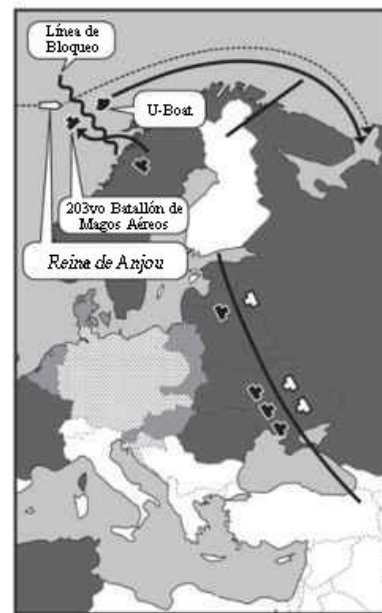 Línea de
Bloqueo
U-Boat
203vo Batallón de
Magos Aéreos
Reina de Anjou